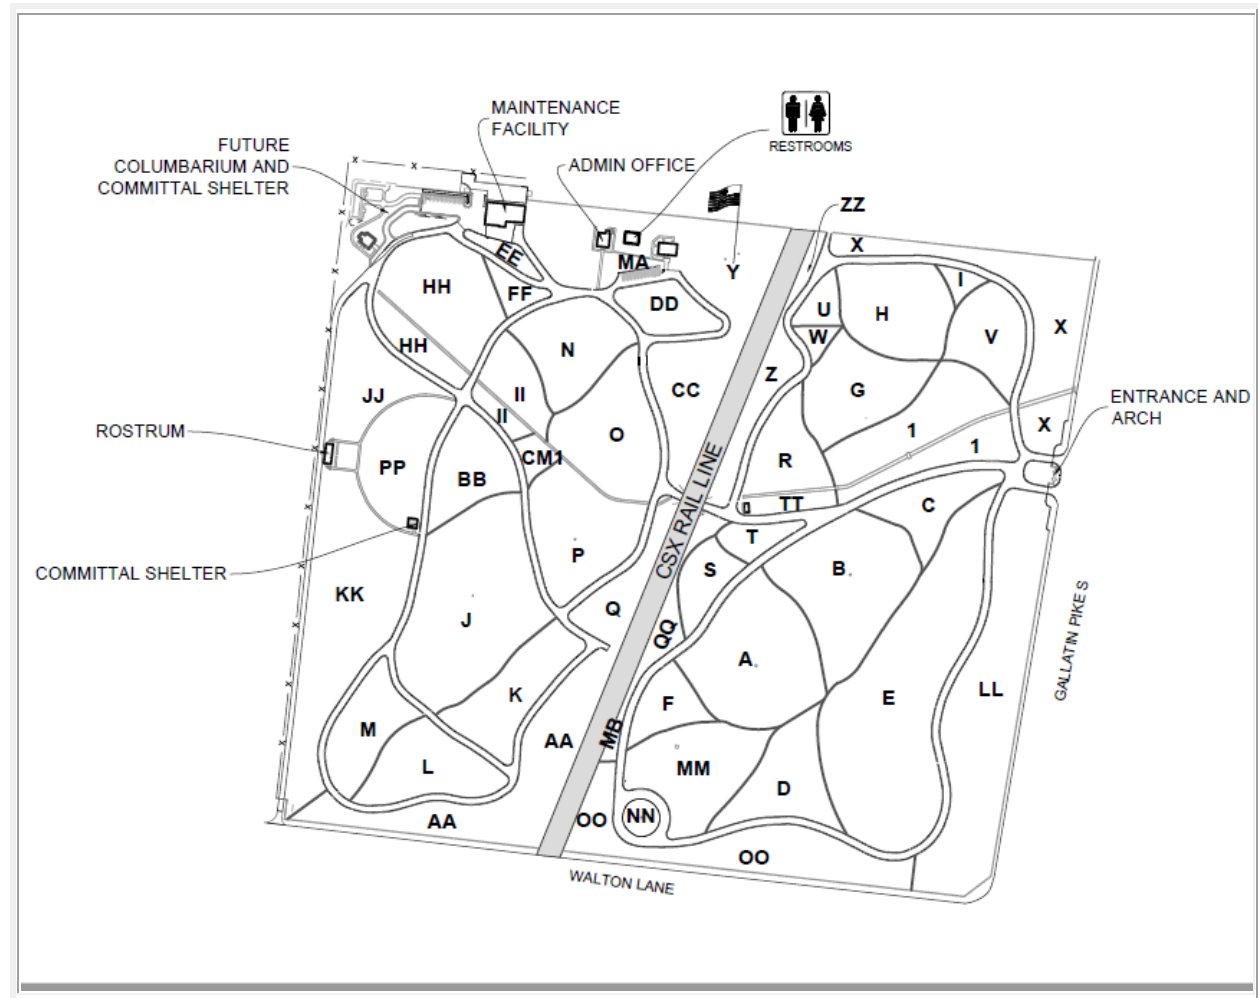 MAINTENANCE
FACILITY
RESTROOMS
FUTURE
COLUMBARIUM AND
COMMITTAL SHELTER
ADMIN OFFICE
ZZ
X
EE
MA
Y
HH
FF
DD
I
U
H
X
W
V
N
HH
Z
CC
G
JJ
II
II
ENTRANCE AND
ARCH
ROSTRUM
O
1
1
X
PP
BB
CM1
R
CSX RAIL LINE
TT
C
T
P
S
B
COMMITTAL SHELTER
KK
J
Q
QQ
A
GALLATIN PIKE S
K
F
E
LL
M
AA
MB
L
MM
D
AA
OO
NN
OO
WALTON LANE